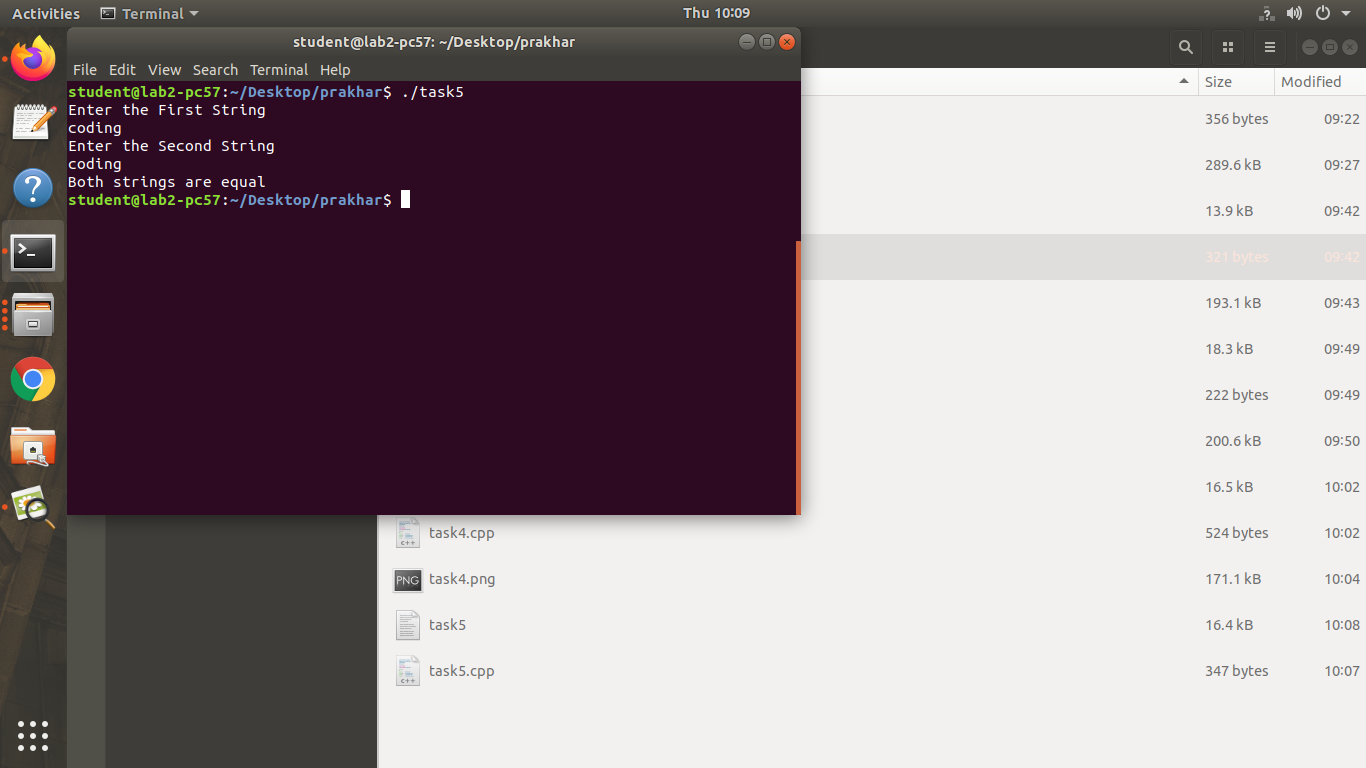 Activities
Terminal
Thu 10:09
student@lab2-pc57: ~/Desktop/prakhar
File Edit View Search Terminal Help
student@lab2-pc57:~/Desktop/prakhar$ ./task5
Enter the First String
coding
Enter the Second String
coding
Both strings are equal
student@lab2-pc57:~/Desktop/prakhar$
Size Modified
356 bytes 09:22
289.6 kB 09:27
13.9 kB 09:42
321 bytes 09:42
193.1 kB 09:43
18.3 kB 09:49
222 bytes 09:49
200.6 kB 09:50
16.5 kB 10:02
task4.cpp 524 bytes 10:02
task4.png 171.1 kB 10:04
task5 16.4 kB 10:08
task5.cpp 347 bytes 10:07
C++
PNG
C++